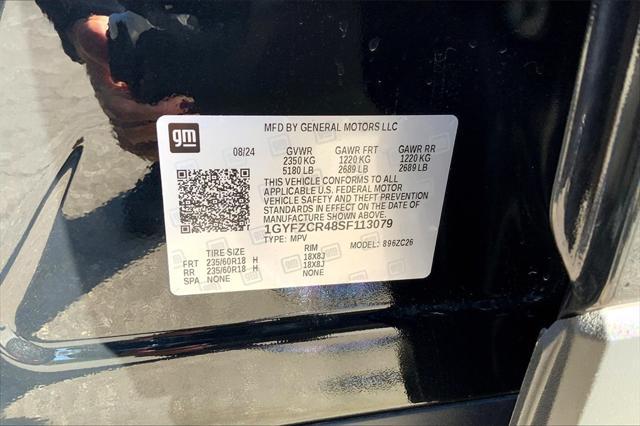 gm
MFD BY GENERAL MOTORS LLC
08/24 GVWR GAWR FRT GAWR RR
2350 KG 1220 KG 1220 KG
5180 LB 2689 LB 2689 LB
THIS VEHICLE CONFORMS TO ALL
APPLICABLE U.S. FEDERAL MOTOR
VEHICLE SAFETY AND THEFT PREVENTION
STANDARDS IN EFFECT ON THE DATE OF
MANUFACTURE SHOWN ABOVE.
1GYFZCR48SF113079
TYPE: MPV MODEL: 896ZC26
TIRE SIZE RIM
FRT 235/60R18 H 18X8J
RR 235/60R18 H 18X8J
SPA NONE NONE